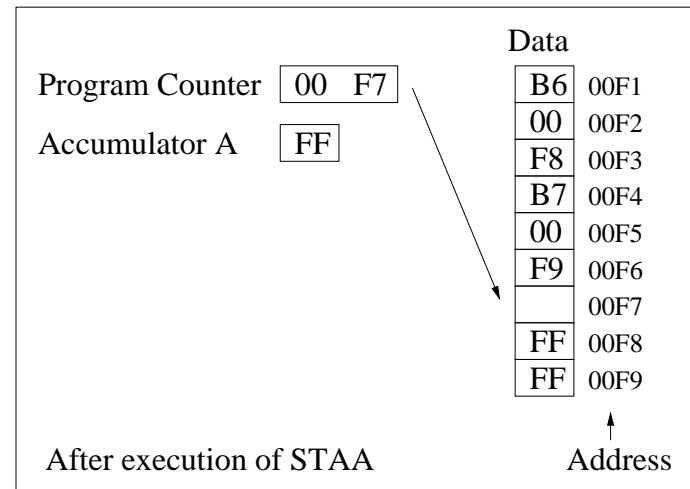 Data
Program Counter 00 F7 B6 00F1
00 00F2
Accumulator A FF F8 00F3
B7 00F4
00 00F5
F9 00F6
00F7
FF 00F8
FF 00F9
After execution of STAA Address